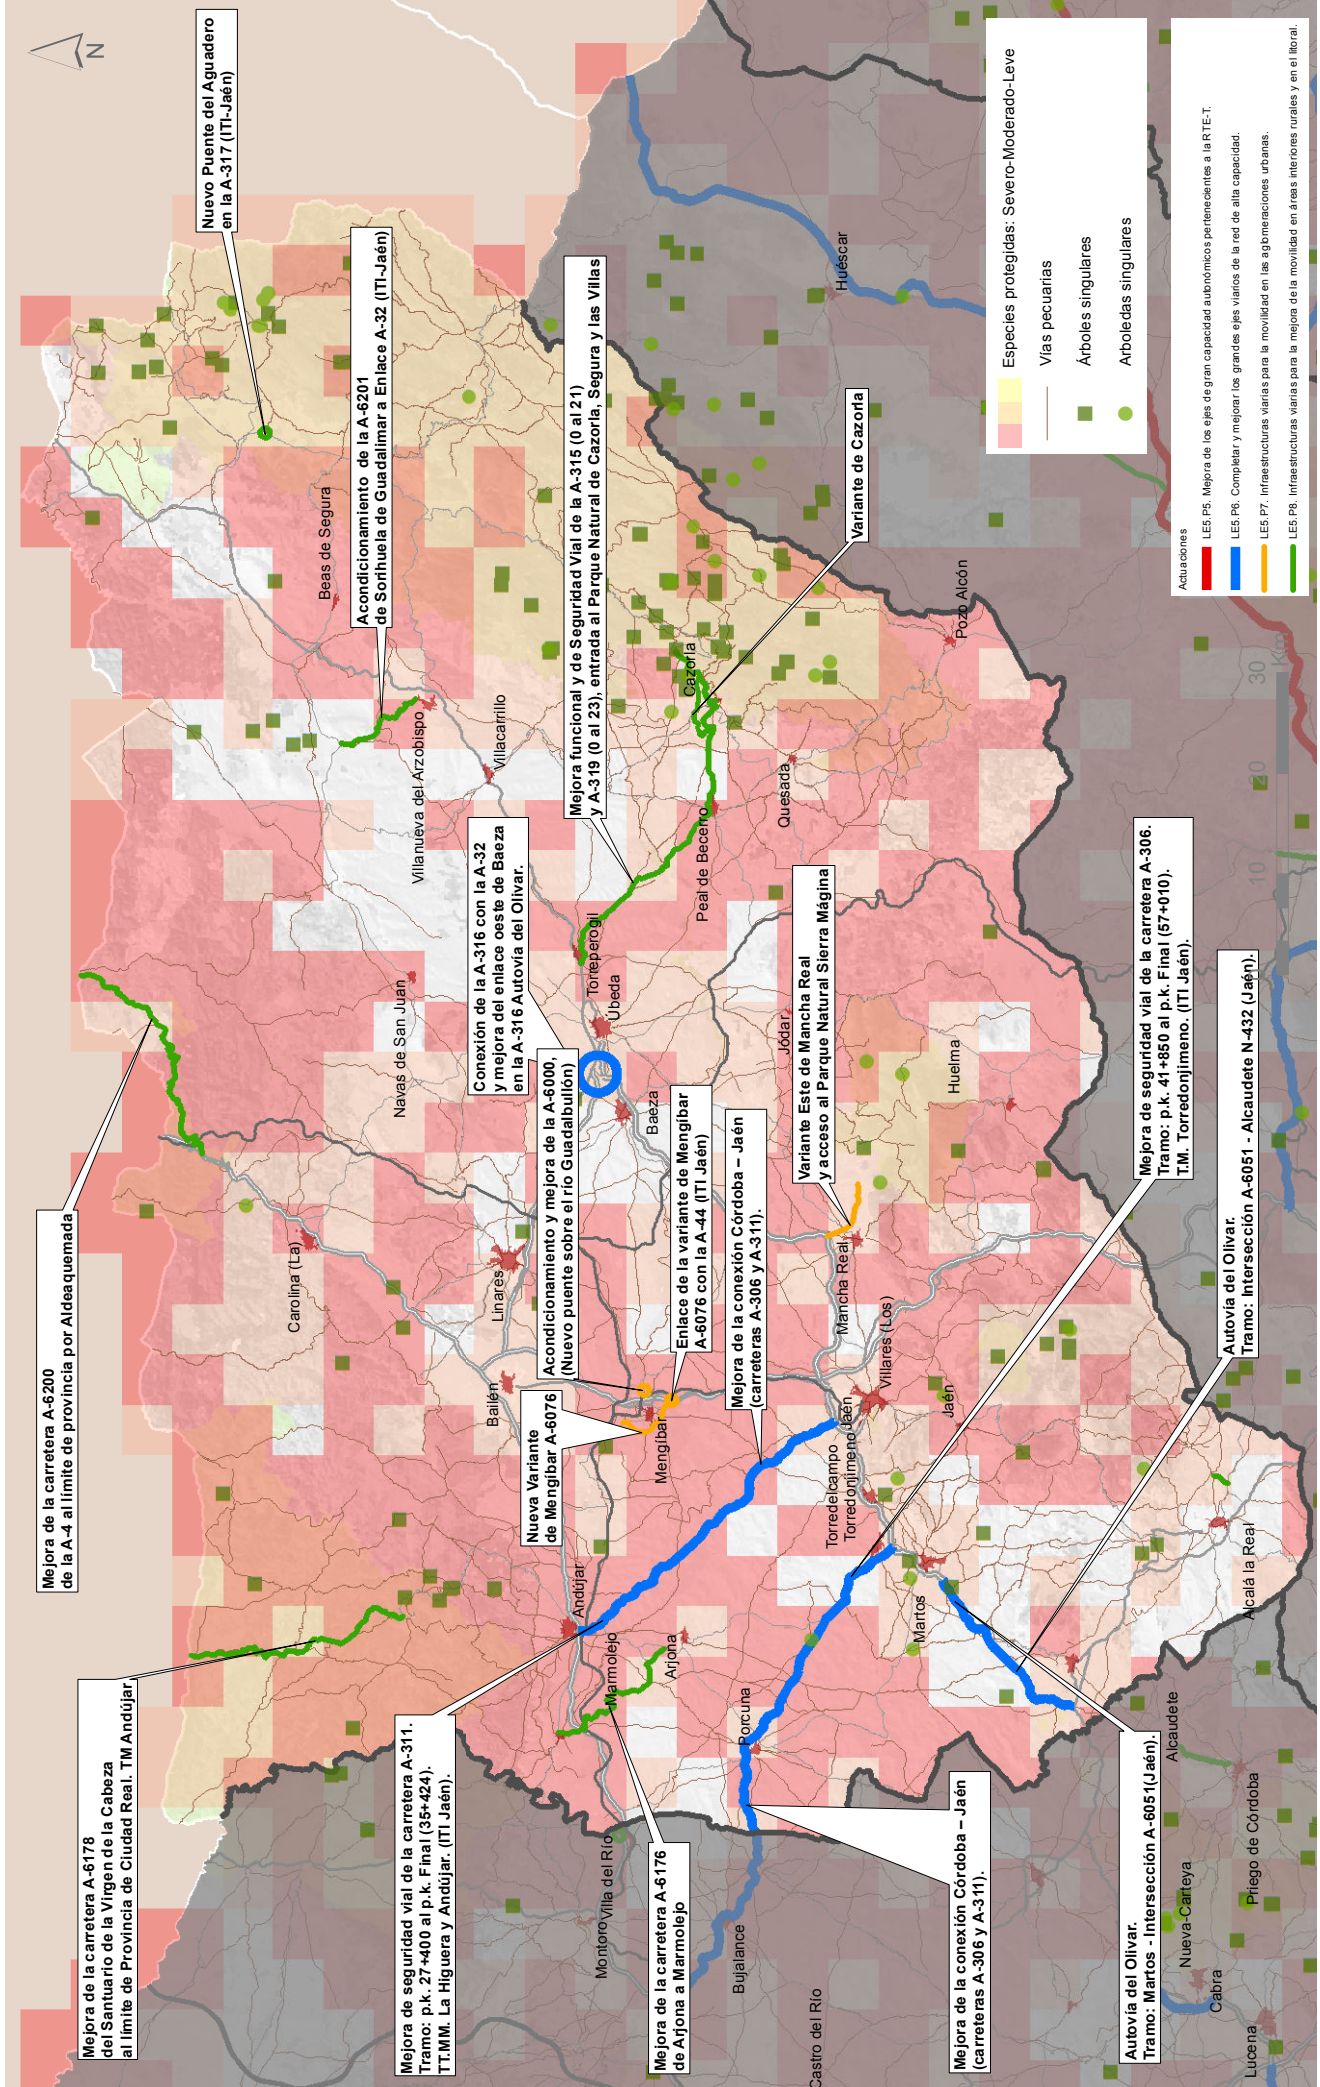 N
Nuevo Puente del Aguadero
en la A-317 (ITI-Jaén)
Acondicionamiento de la A-6201
de Sorihuela de Guadalimar a Enlace A-32 (ITI-Jaén)
Mejora funcional y de Seguridad Vial de la A-315 (0 al 21)
y A-319 (0 al 23), entrada al Parque Natural de Cazorla, Segura y las Villas
Variante de Cazorla
Conexión de la A-316 con la A-32
y mejora del enlace oeste de Baeza
en la A-316 Autovía del Olivar.
Acondicionamiento y mejora de la A-6000,
(Nuevo puente sobre el río Guadalbullón)
Enlace de la variante de Mengibar
A-6076 con la A-44 (ITI Jaén)
Mejora de la conexión Córdoba – Jaén
(carreteras A-306 y A-311).
Variante Este de Mancha Real
y acceso al Parque Natural Sierra Mágina
Mejora de seguridad vial de la carretera A-306.
Tramo: p.k. 41+850 al p.k. Final (57+010).
T.M. Torredonjimeno. (ITI Jaén).
Autovía del Olivar.
Tramo: Intersección A-6051 - Alcaudete N-432 (Jaén).
Mejora de la carretera A-6200
de la A-4 al límite de provincia por Aldeaquemada
Nueva Variante
de Mengibar A-6076
Mejora de la carretera A-6178
del Santuario de la Virgen de la Cabeza
al límite de Provincia de Ciudad Real. TM Andújar
Mejora de seguridad vial de la carretera A-311.
Tramo: p.k. 27+400 al p.k. Final (35+424).
TT.MM. La Higuera y Andújar. (ITI Jaén).
Mejora de la carretera A-6176
de Arjona a Marmolejo
Mejora de la conexión Córdoba – Jaén
(carreteras A-306 y A-311).
Autovía del Olivar.
Tramo: Martos - Intersección A-6051(Jaén).
Beas de Segura
Villanueva del Arzobispo
Villacarrillo
Navas de San Juan
Torreperogil
Úbeda
Baeza
Peal de Becerro
Cazorla
Quesada
Pozo Alcón
Huéscar
Jódar
Huelma
Carolina (La)
Linares
Bailén
Mengíbar
Mancha Real
Villares (Los)
Jaén
Jaén
Torredelcampo
Torredonjimeno
Martos
Alcalá la Real
Andújar
Marmolejo
Arjona
Porcuna
Villa del Río
Montoro
Bujalance
Castro del Río
Alcaudete
Priego de Córdoba
Nueva-Carteya
Cabra
Lucena
10
20
30
Km
Especies protegidas: Severo-Moderado-Leve
Vías pecuarias
Árboles singulares
Arboledas singulares
Actuaciones
LE5.P5. Mejora de los ejes de gran capacidad autonómicos pertenecientes a la RTE-T.
LE5.P6. Completar y mejorar los grandes ejes viarios de la red de alta capacidad.
LE5.P7. Infraestructuras viarias para la movilidad en las aglomeraciones urbanas.
LE5.P8. Infraestructuras viarias para la mejora de la movilidad en áreas interiores rurales y en el litoral.